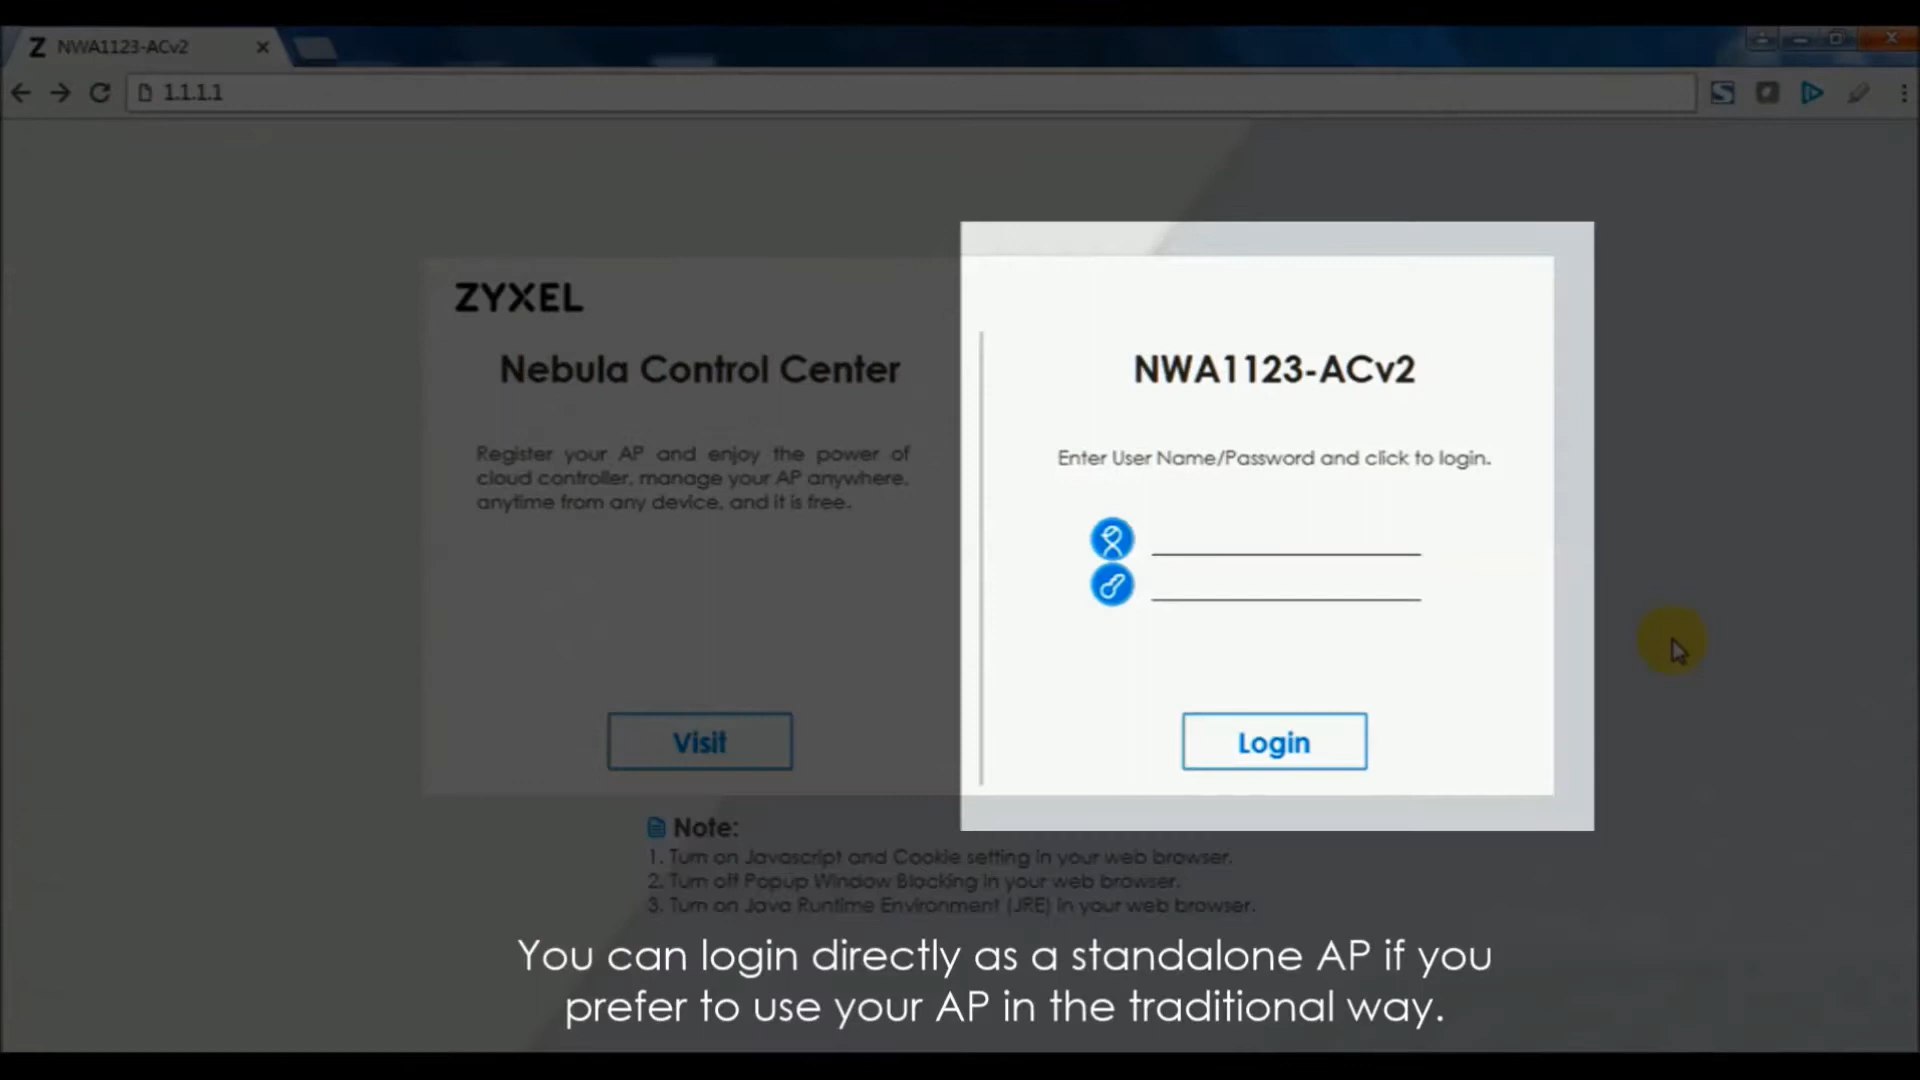 Z NWA1123-ACv2
1.1.1.1
ZYXEL
Nebula Control Center
Register your AP and enjoy the power of
cloud controller, manage your AP anywhere,
anytime from any device, and it is free.
Visit
NWA1123-ACv2
Enter User Name/Password and click to login.
Login
Note:
1. Turn on Javascript and Cookie setting in your web browser.
2. Turn off Popup Window Blocking in your web browser.
3. Turn on Java Runtime Environment (JRE) in your web browser.
You can login directly as a standalone AP if you
prefer to use your AP in the traditional way.